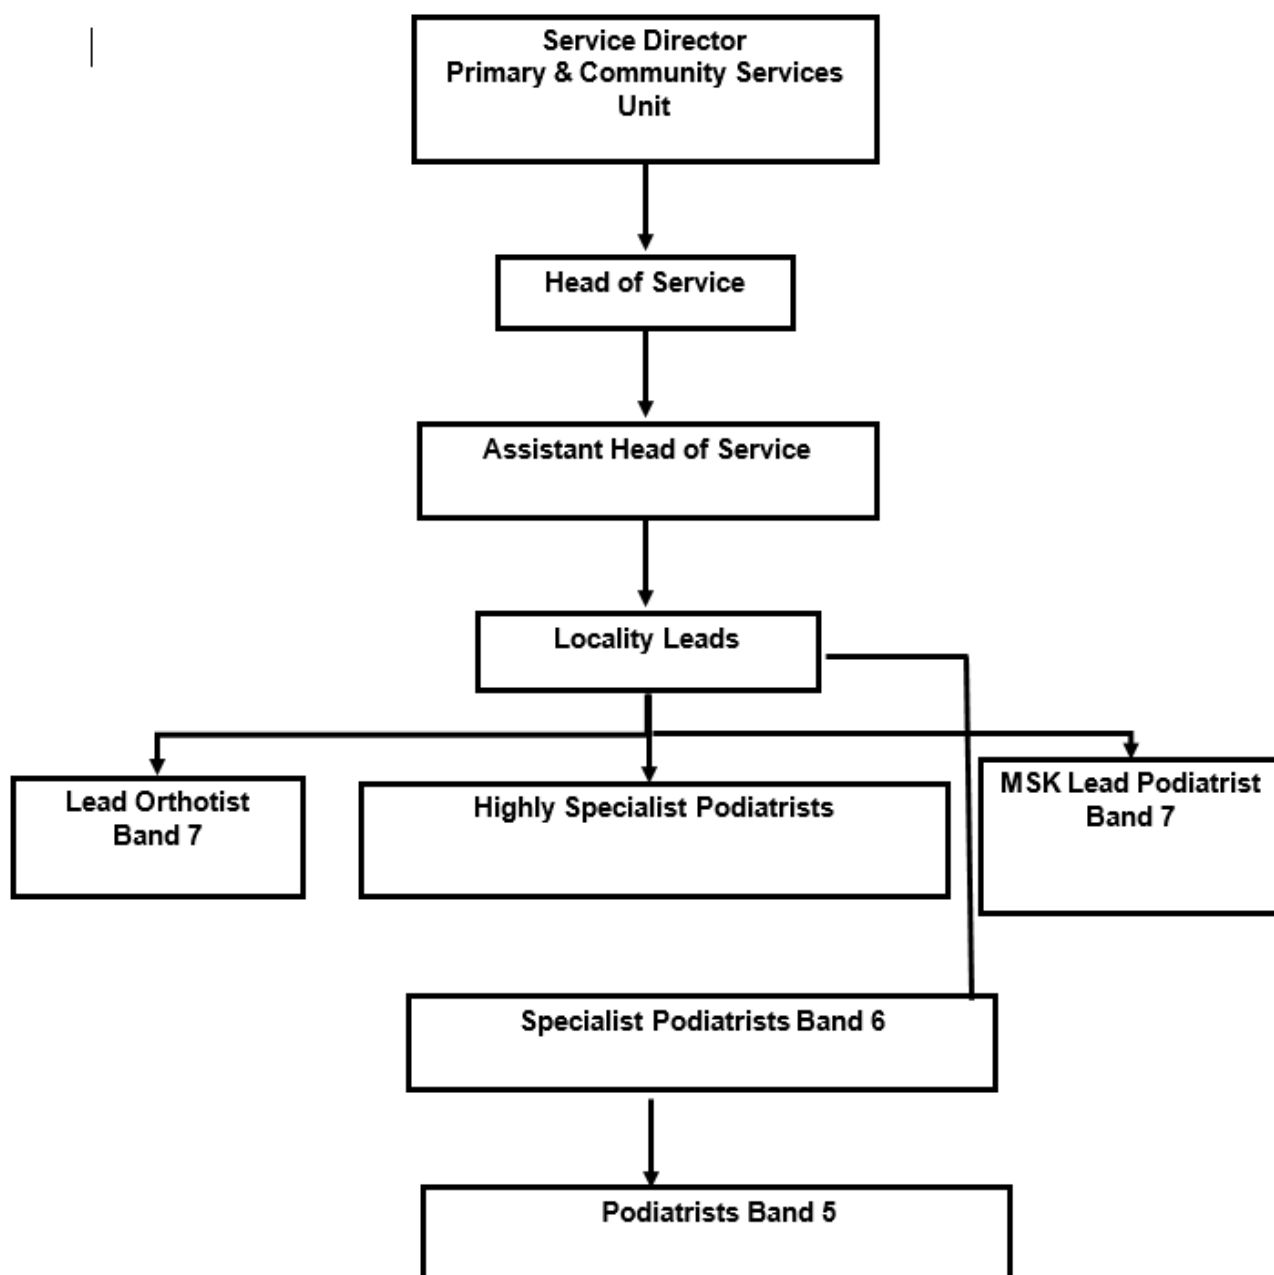 Service Director
Primary & Community Services
Unit
Head of Service
Assistant Head of Service
Locality Leads
Lead Orthotist
Band 7
Highly Specialist Podiatrists
MSK Lead Podiatrist
Band 7
Specialist Podiatrists Band 6
Podiatrists Band 5